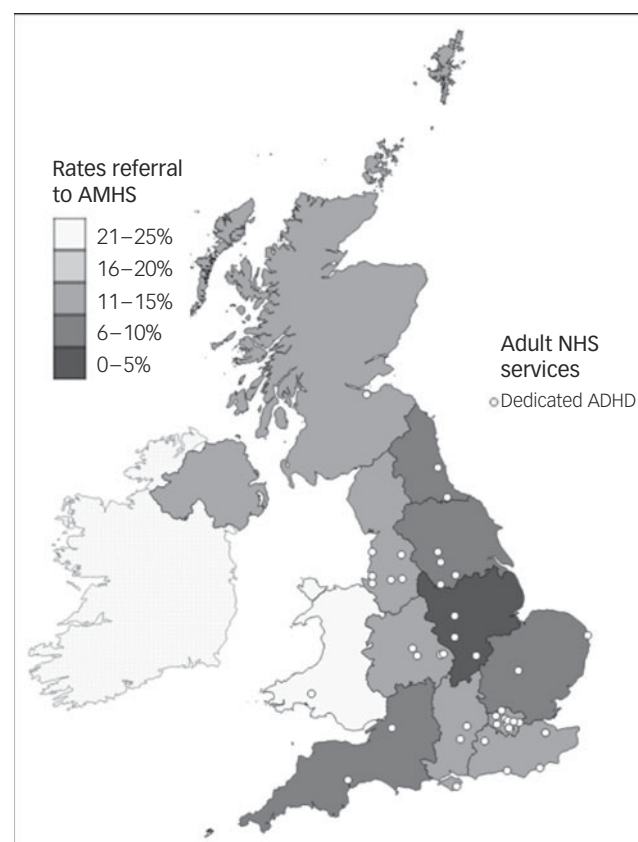 Rates referral
to AMHS
21–25%
16–20%
11–15%
6–10%
0–5%
Adult NHS
services
Dedicated ADHD